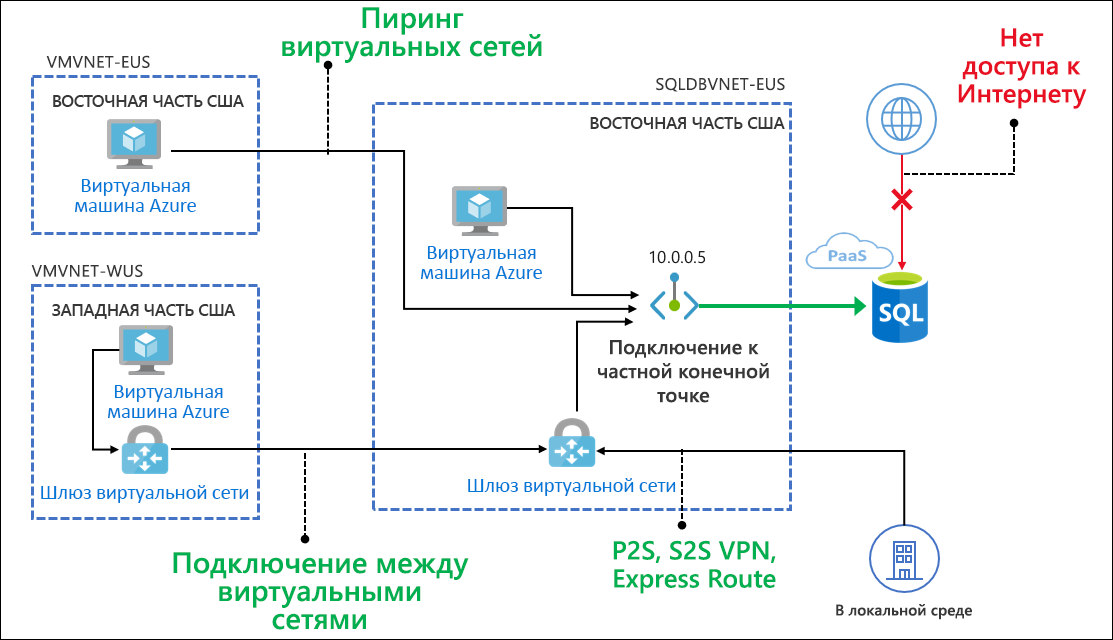 Пиринг
виртуальных сетей
Нет
доступа к
Интернету
VMVNET-EUS
ВОСТОЧНАЯ ЧАСТЬ США
Виртуальная
машина Azure
SQLDBVNET-EUS
ВОСТОЧНАЯ ЧАСТЬ США
Виртуальная
машина Azure
10.0.0.5
PaaS
SQL
Подключение к
частной конечной
точке
VMVNET-WUS
ЗАПАДНАЯ ЧАСТЬ США
Виртуальная
машина Azure
Шлюз виртуальной сети
Шлюз виртуальной сети
Подключение между
виртуальными
сетями
P2S, S2S VPN,
Express Route
В локальной среде